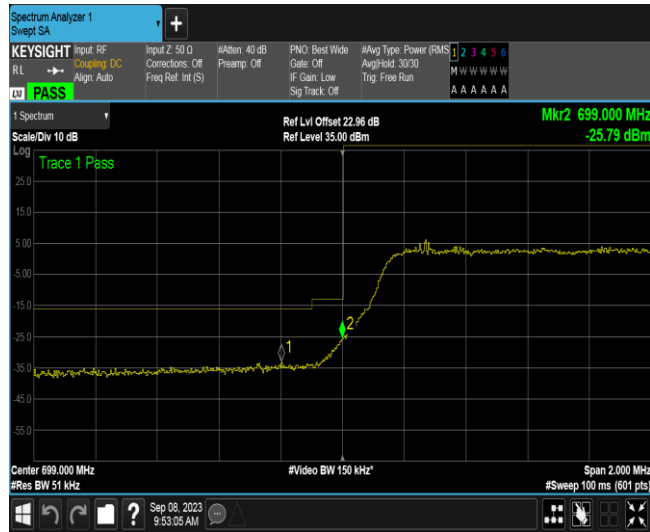 Spectrum Analyzer 1
Swept SA
KEYSIGHT
RL
LXI PASS
Input: RF
Coupling: DC
Align: Auto
Input Z: 50 Ω
Corrections: Off
Freq Ref: Int (S)
#Atten: 40 dB
Preamp: Off
PNO: Best Wide
Gate: Off
IF Gain: Low
Sig Track: Off
#Avg Type: Power (RMS
Avg|Hold: 30/30
Trig: Free Run
1 2 3 4 5 6
M W W W W W
A A A A A A
1 Spectrum
Scale/Div 10 dB
Ref Lvl Offset 22.96 dB
Ref Level 35.00 dBm
Mkr2 699.000 MHz
-25.79 dBm
Log
Trace 1 Pass
25.0
15.0
5.00
-5.00
-15.0
-25.0
-35.0
-45.0
-55.0
1
2
Center 699.000 MHz
#Res BW 51 kHz
#Video BW 150 kHz*
Span 2.000 MHz
#Sweep 100 ms (601 pts)
?
Sep 08, 2023
9:53:05 AM